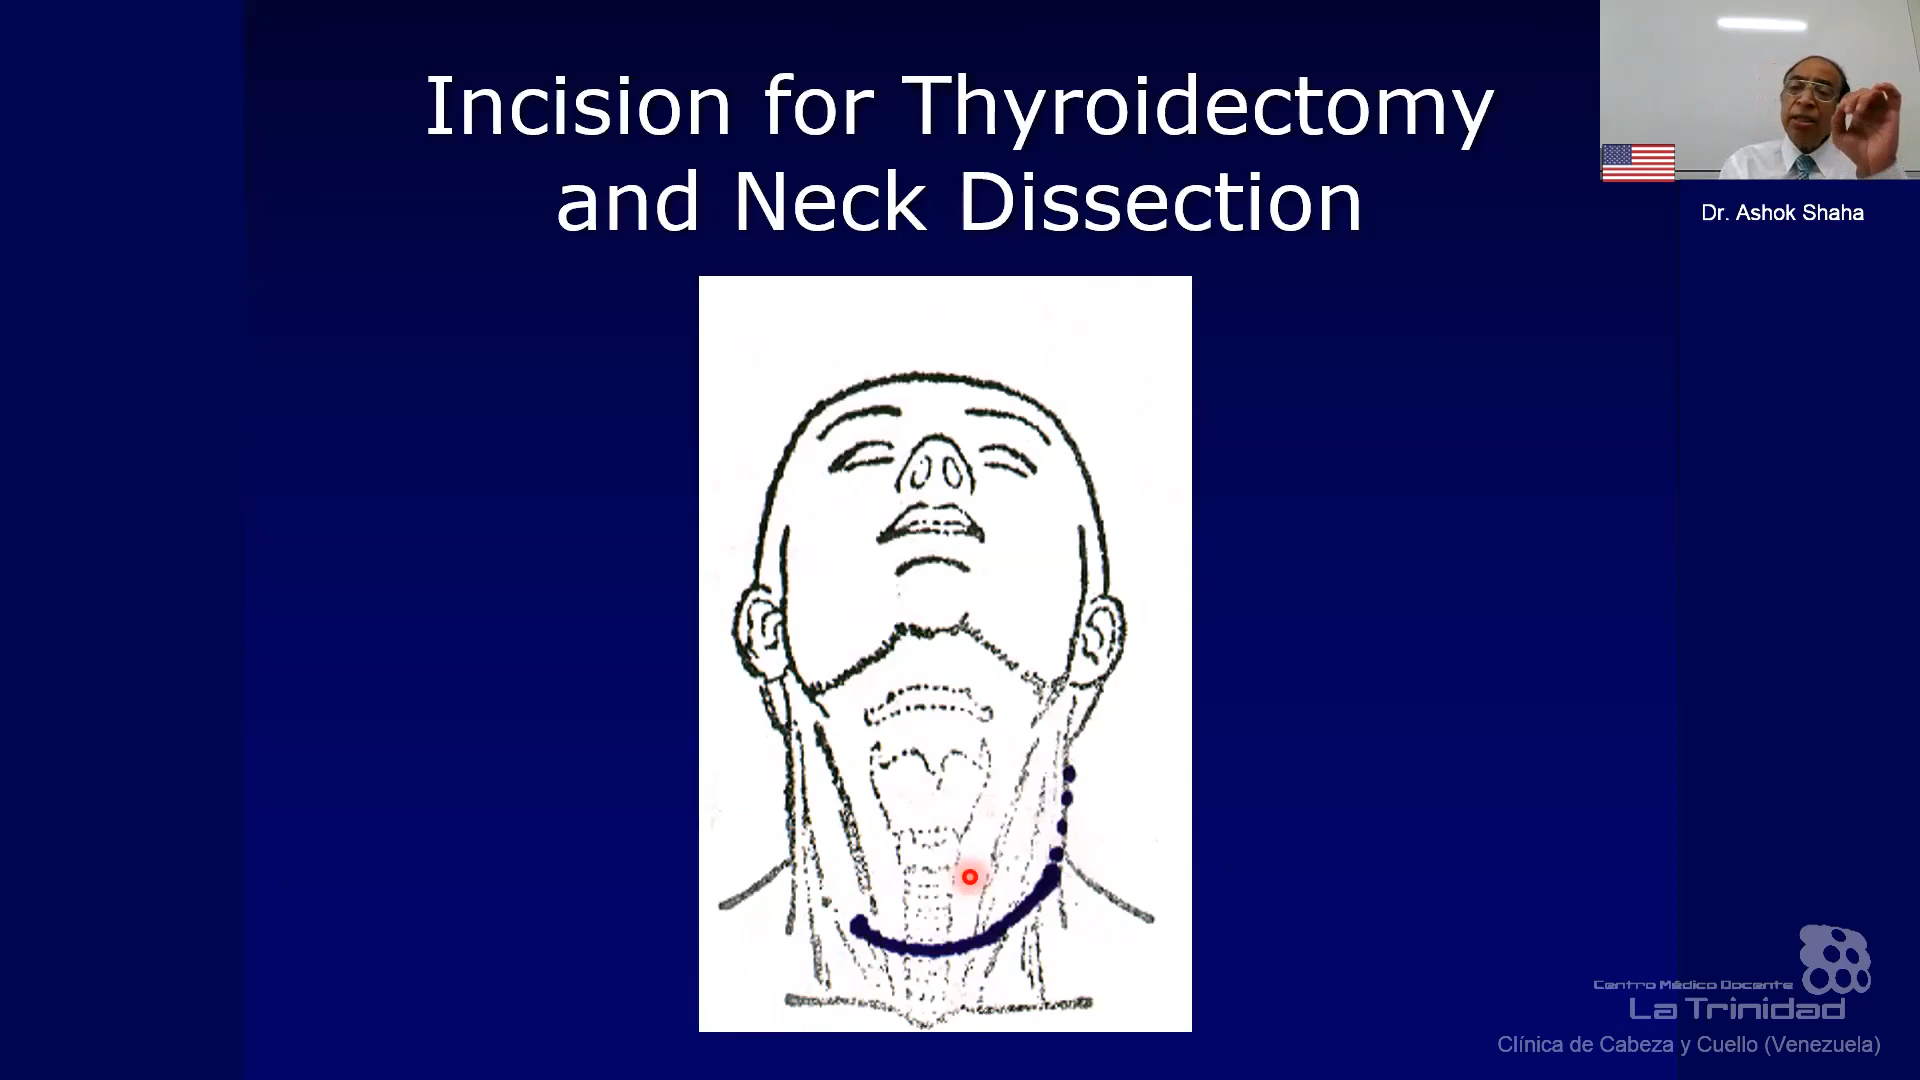 Incision for Thyroidectomy
and Neck Dissection
Dr. Ashok Shaha
Centro Médico Docente
La Trinidad
Clínica de Cabeza y Cuello (Venezuela)